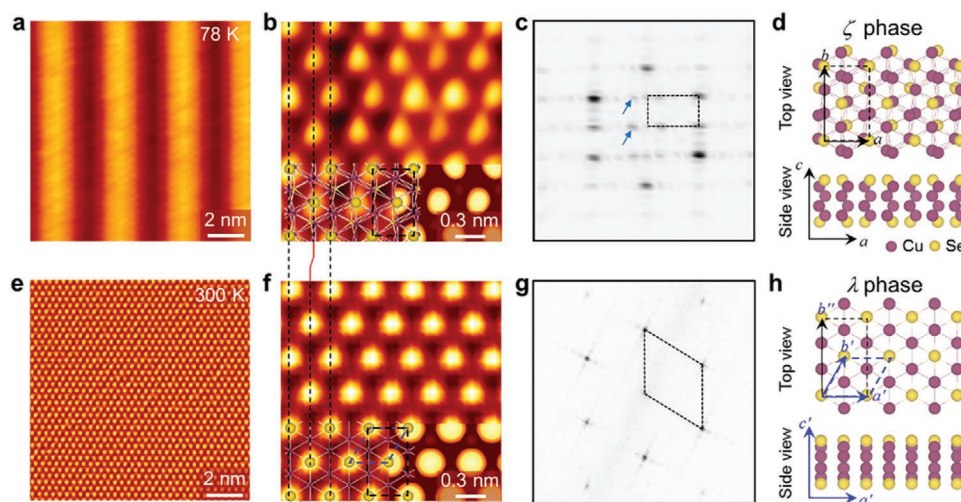 a
78 K
2 nm
b
0.3 nm
c
d
ζ phase
Top view
b
a
Side view
c
a
Cu
Se
e
300 K
2 nm
f
0.3 nm
g
h
λ phase
Top view
b''
b'
a'
Side view
c'
a'